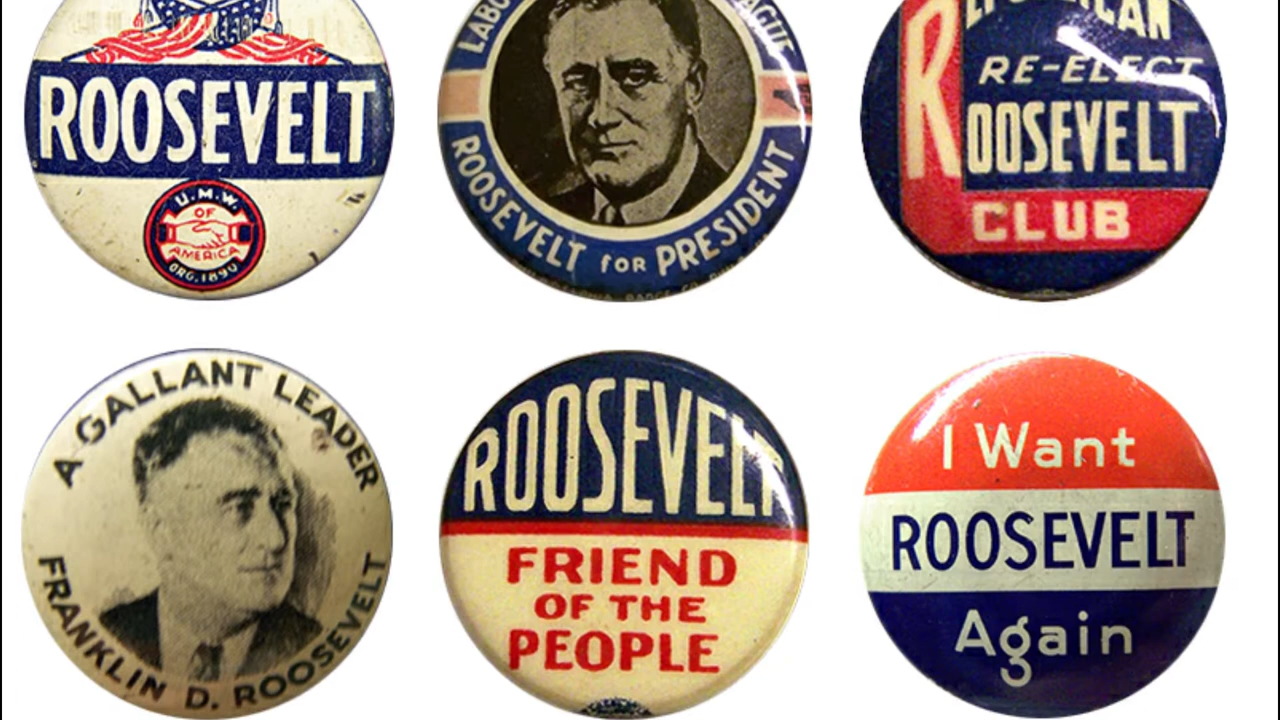 ROOSEVELT
U.M.W.
OF
AMERICA
ORG. 1890
ROOSEVELT FOR PRESIDENT
RE-ELECT
ROOSEVELT
CLUB
A GALLANT LEADER
FRANKLIN D. ROOSEVELT
ROOSEVELT
FRIEND
OF THE
PEOPLE
I Want
ROOSEVELT
Again